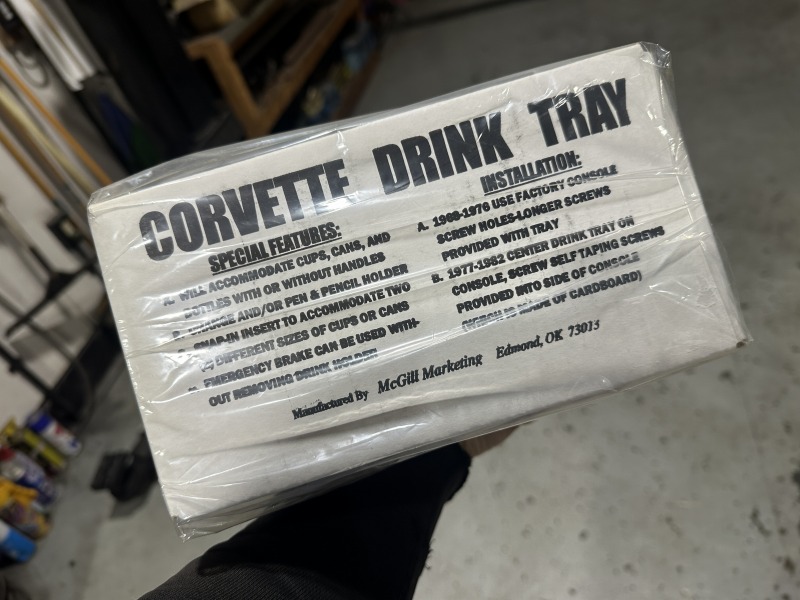 CORVETTE DRINK TRAY
SPECIAL FEATURES:
A. WILL ACCOMMODATE CUPS, CANS, AND
BOTTLES WITH OR WITHOUT HANDLES
B. CHANGE AND/OR PEN & PENCIL HOLDER
SNAP-IN INSERT TO ACCOMMODATE TWO
DIFFERENT SIZES OF CUPS OR CANS
EMERGENCY BRAKE CAN BE USED WITH-
OUT REMOVING DRINK HOLDER
INSTALLATION:
A. 1968-1976 USE FACTORY CONSOLE
SCREW HOLES-LONGER SCREWS
PROVIDED WITH TRAY
B. 1977-1982 CENTER DRINK TRAY ON
CONSOLE, SCREW SELF TAPING SCREWS
PROVIDED INTO SIDE OF CONSOLE
(WHICH IS MADE OF CARDBOARD)
Manufactured By McGill Marketing Edmond, OK 73013